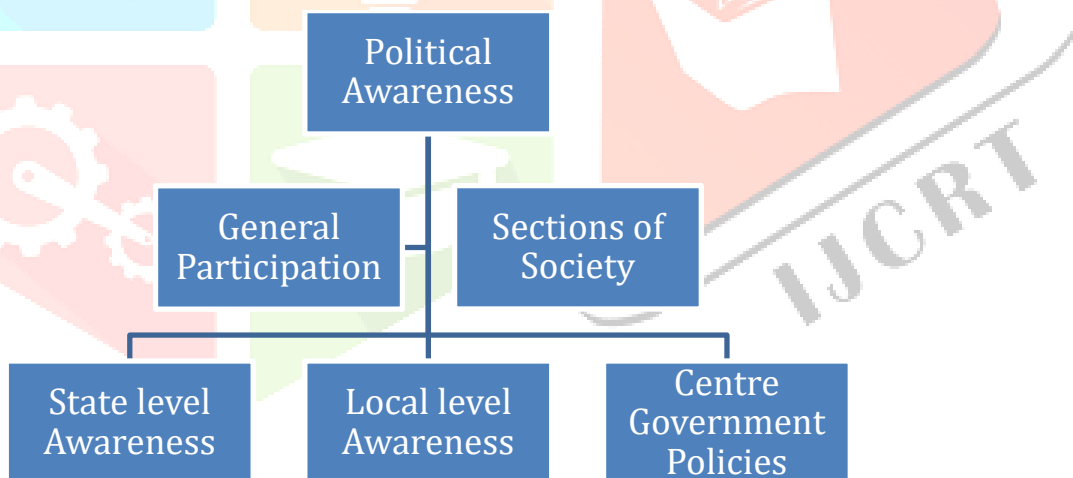 Political
Awareness
General
Participation
Sections of
Society
IJCRT
State level
Awareness
Local level
Awareness
Centre
Government
Policies